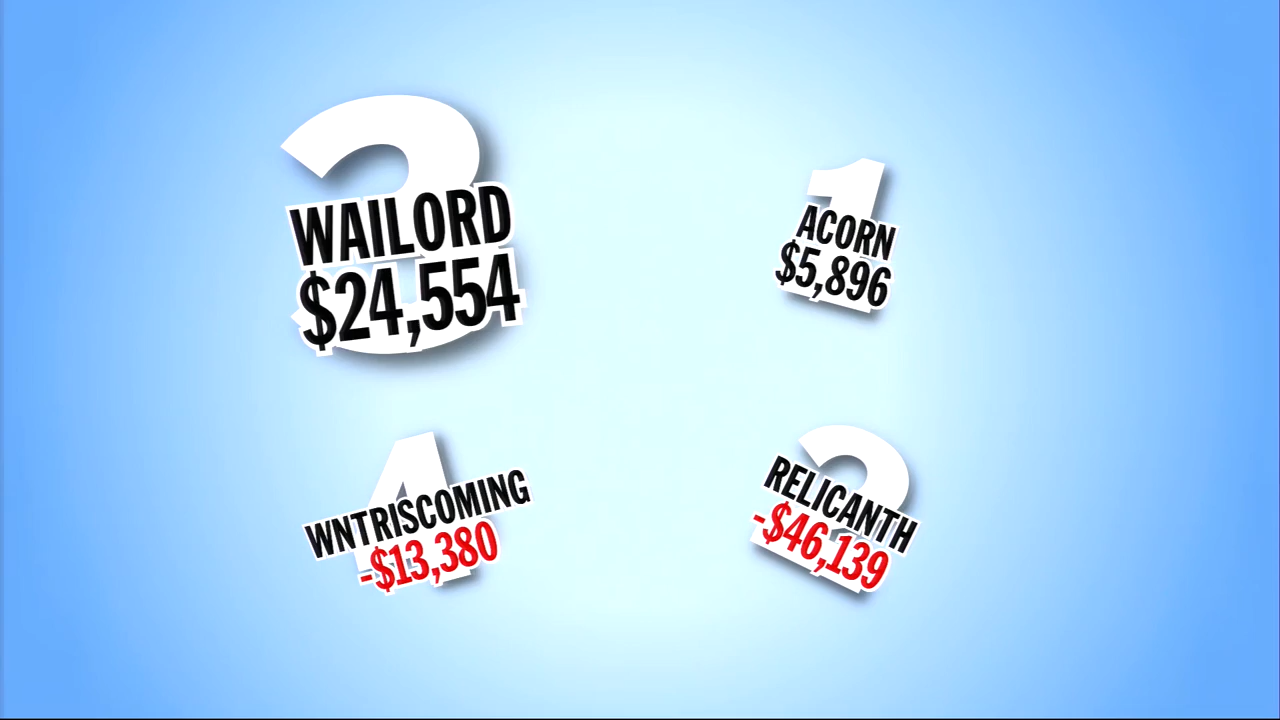 3
WAILORD
$24,554
1
ACORN
$5,896
4
WNTRISCOMING
-$13,380
2
RELICANTH
-$46,139